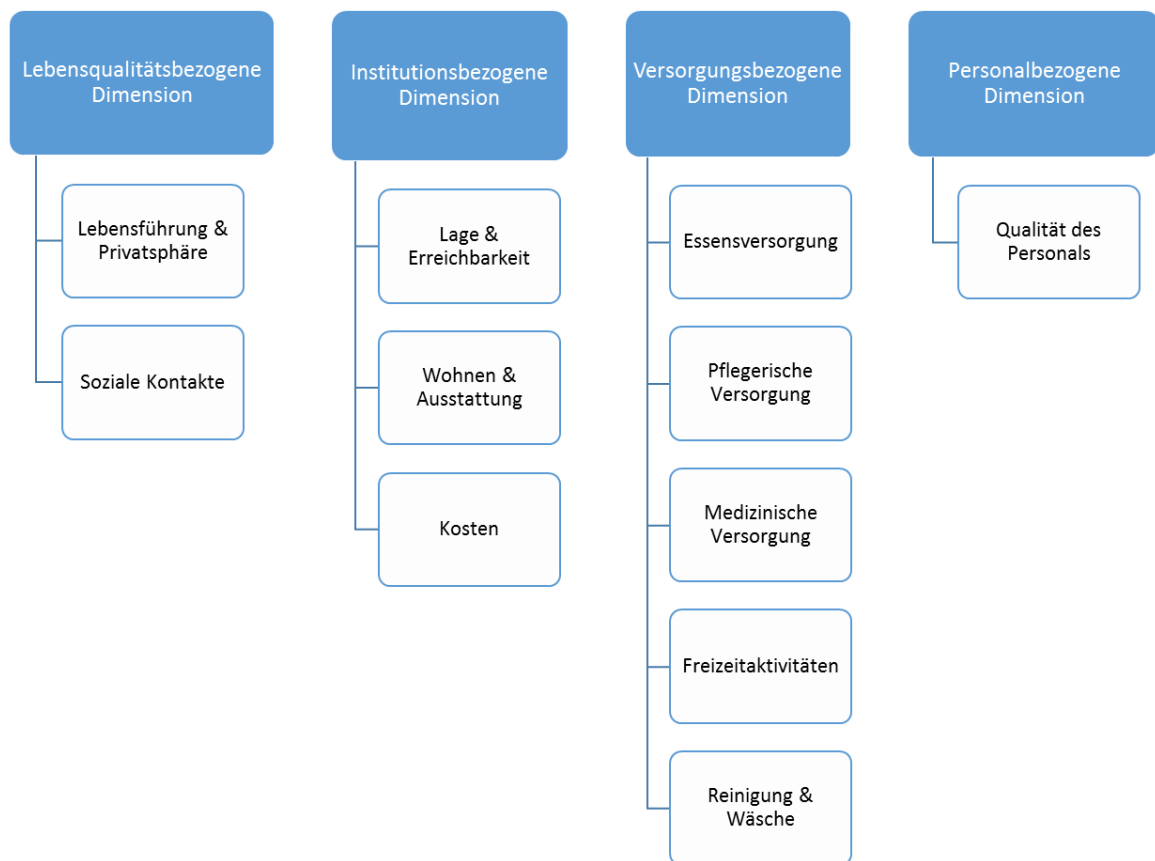 Lebensqualitätsbezogene
Dimension
Lebensführung &
Privatsphäre
Soziale Kontakte
Institutionsbezogene
Dimension
Lage &
Erreichbarkeit
Wohnen &
Ausstattung
Kosten
Versorgungsbezogene
Dimension
Essensversorgung
Pflegerische
Versorgung
Medizinische
Versorgung
Freizeitaktivitäten
Reinigung &
Wäsche
Personalbezogene
Dimension
Qualität des
Personals